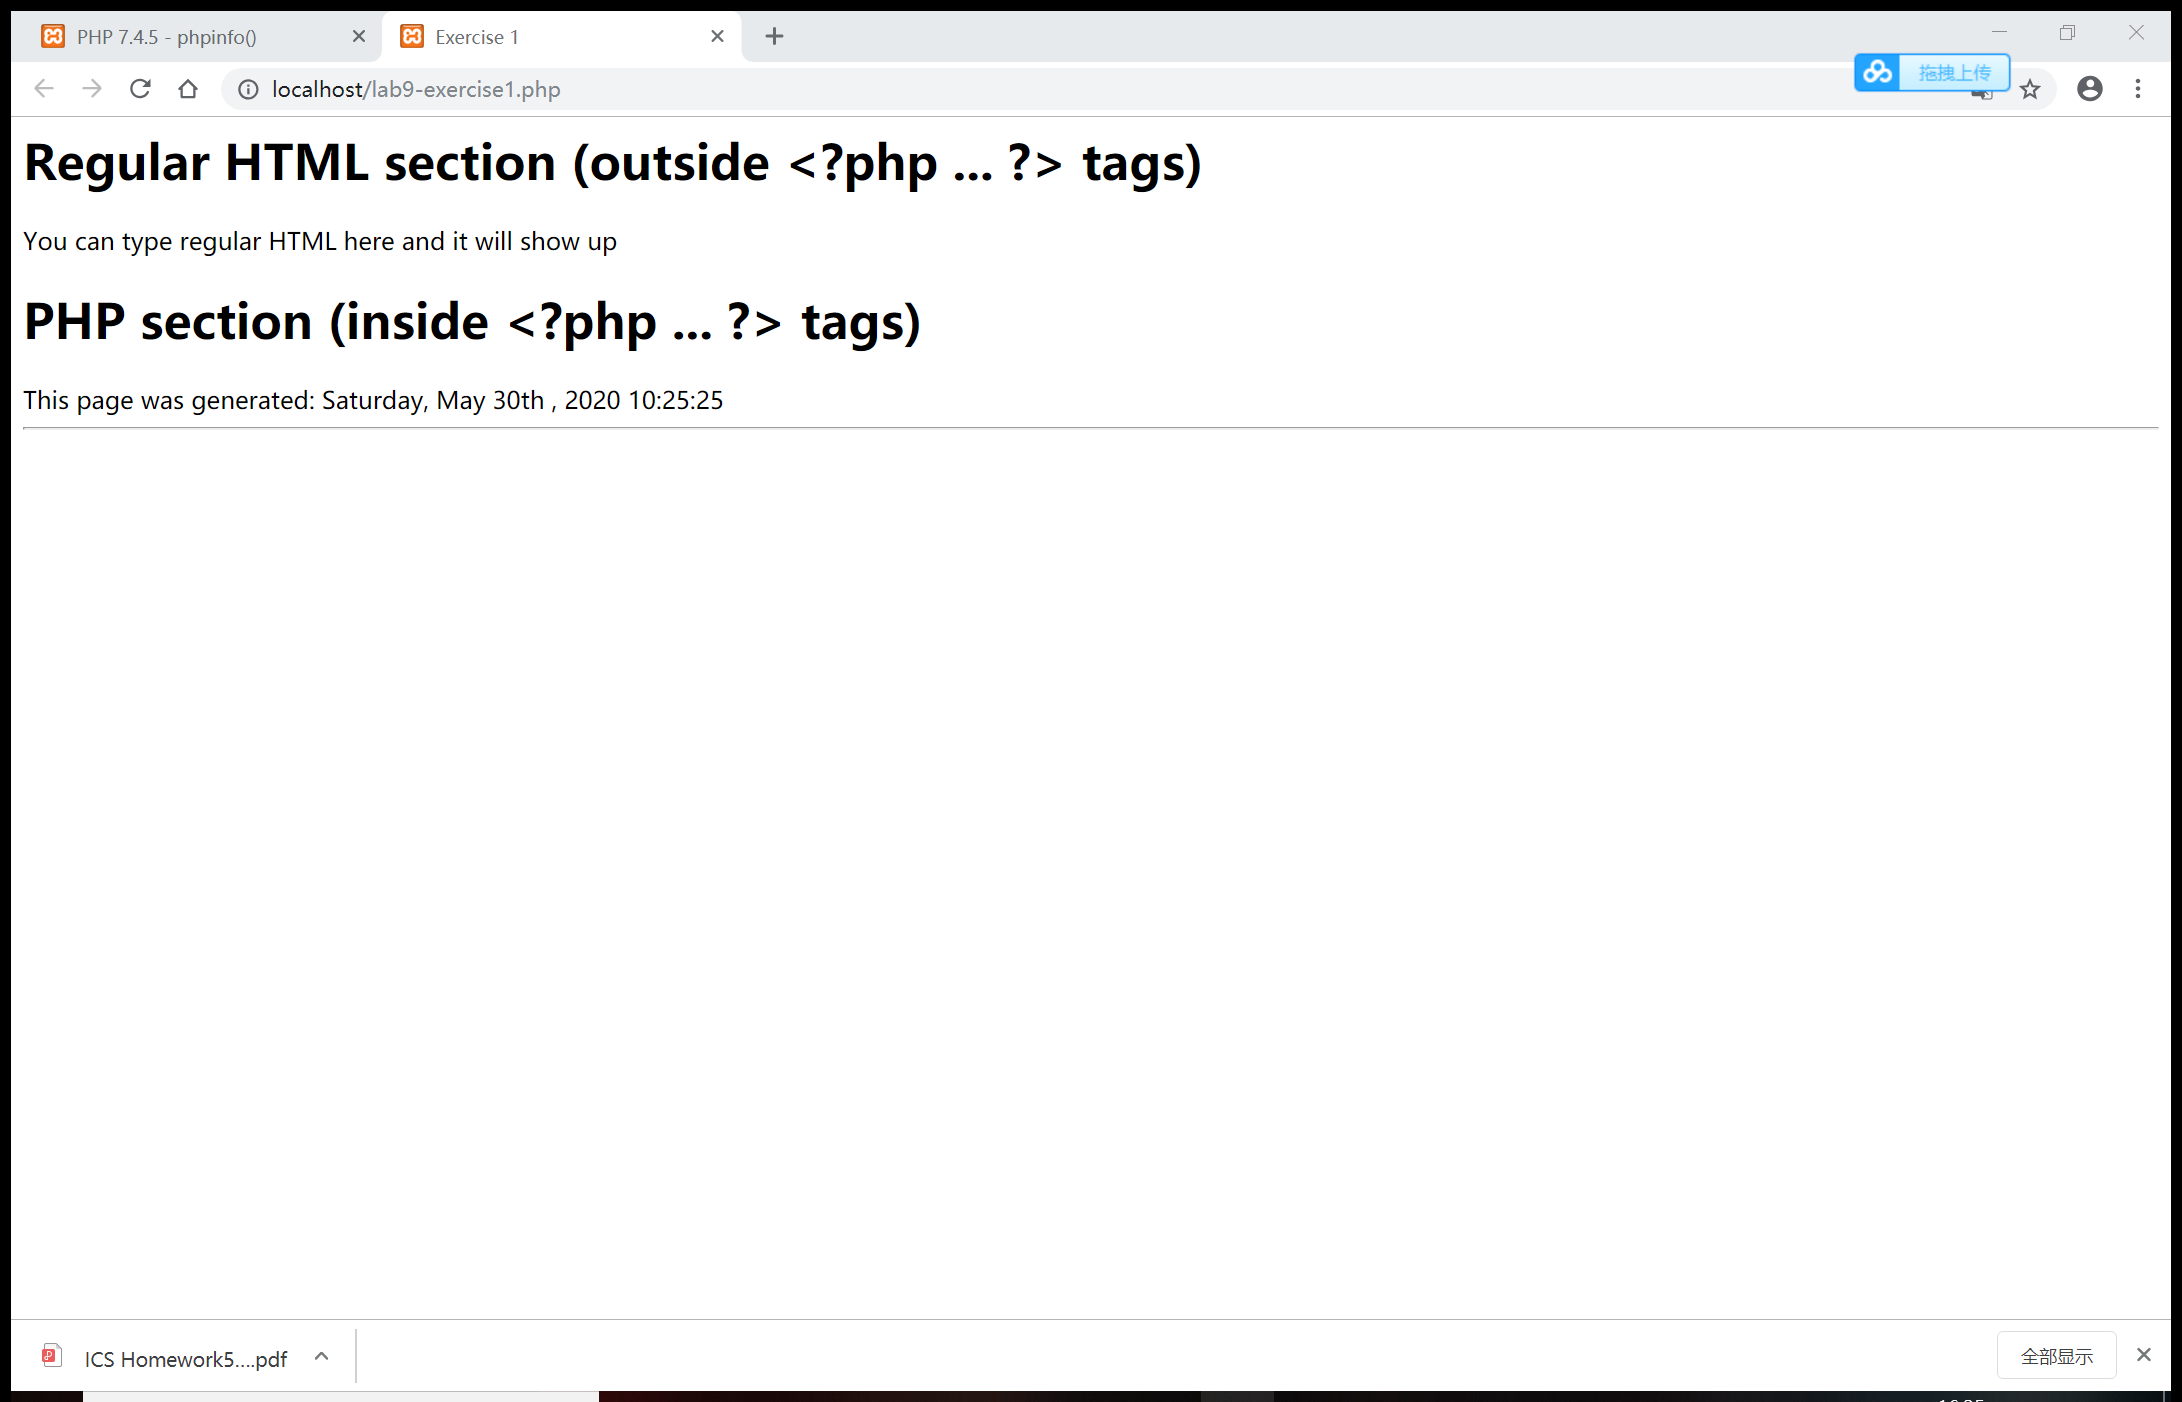 PHP 7.4.5 - phpinfo()
Exercise 1
localhost/lab9-exercise1.php
拖拽上传
Regular HTML section (outside <?php ... ?> tags)
You can type regular HTML here and it will show up
PHP section (inside <?php ... ?> tags)
This page was generated: Saturday, May 30th , 2020 10:25:25
ICS Homework5....pdf
全部显示